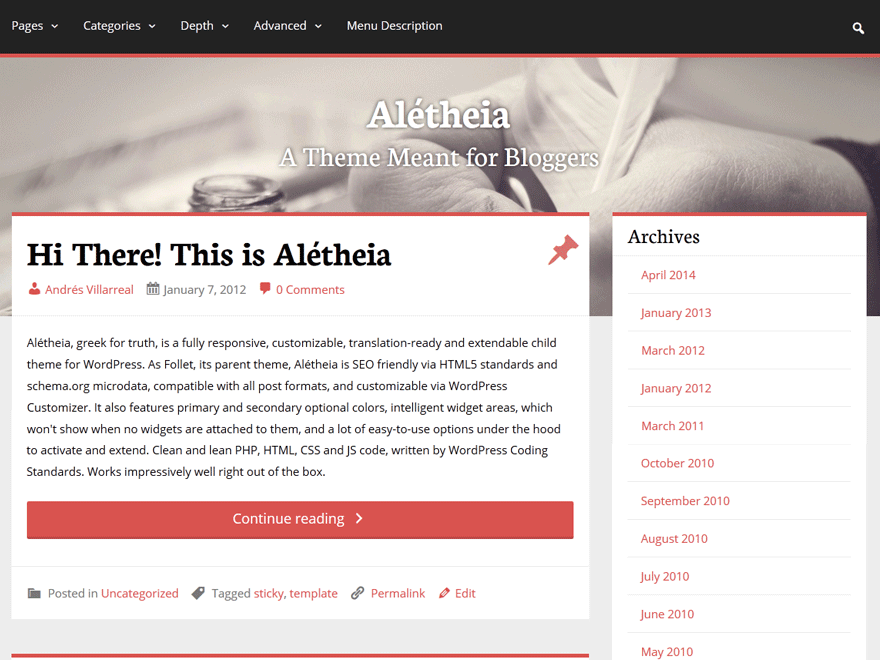 Pages Categories Depth Advanced Menu Description
Alétheia
A Theme Meant for Bloggers
Hi There! This is Alétheia
Andrés Villarreal January 7, 2012 0 Comments
Alétheia, greek for truth, is a fully responsive, customizable, translation-ready and extendable child
theme for WordPress. As Follet, its parent theme, Alétheia is SEO friendly via HTML5 standards and
schema.org microdata, compatible with all post formats, and customizable via WordPress
Customizer. It also features primary and secondary optional colors, intelligent widget areas, which
won't show when no widgets are attached to them, and a lot of easy-to-use options under the hood
to activate and extend. Clean and lean PHP, HTML, CSS and JS code, written by WordPress Coding
Standards. Works impressively well right out of the box.
Continue reading
Posted in Uncategorized Tagged sticky, template Permalink Edit
Archives
April 2014
January 2013
March 2012
January 2012
March 2011
October 2010
September 2010
August 2010
July 2010
June 2010
May 2010